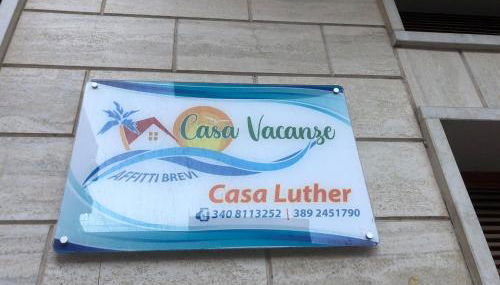 Casa Vacanze
AFFITTI BREVI
Casa Luther
340 8113252 | 389 2451790